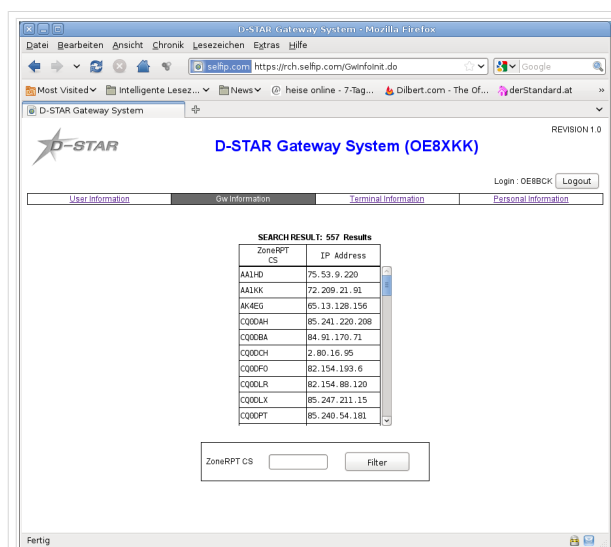 D-STAR Gateway System - Mozilla Firefox
Datei Bearbeiten Ansicht Chronik Lesezeichen Extras Hilfe
selfip.com https://rch.selfip.com/GwInfoInit.do
Google
Most Visited Intelligente Lesez... News heise online - 7-Tag... Dilbert.com - The Of... derStandard.at »
D-STAR Gateway System
REVISION 1.0
D-STAR
D-STAR Gateway System (OE8XKK)
Login : OE8BCK Logout
User Information Gw Information Terminal Information Personal Information
SEARCH RESULT: 557 Results
ZoneRPT CS IP Address
AA1HD 75.53.9.220
AA1KK 72.209.21.91
AK4EG 65.13.128.156
CQ0DAH 85.241.220.208
CQ0DBA 84.91.170.71
CQ0DCH 2.80.16.95
CQ0DFO 82.154.193.6
CQ0DLR 82.154.88.120
CQ0DLX 85.247.211.15
CQ0DPT 85.240.54.181
ZoneRPT CS Filter
Fertig